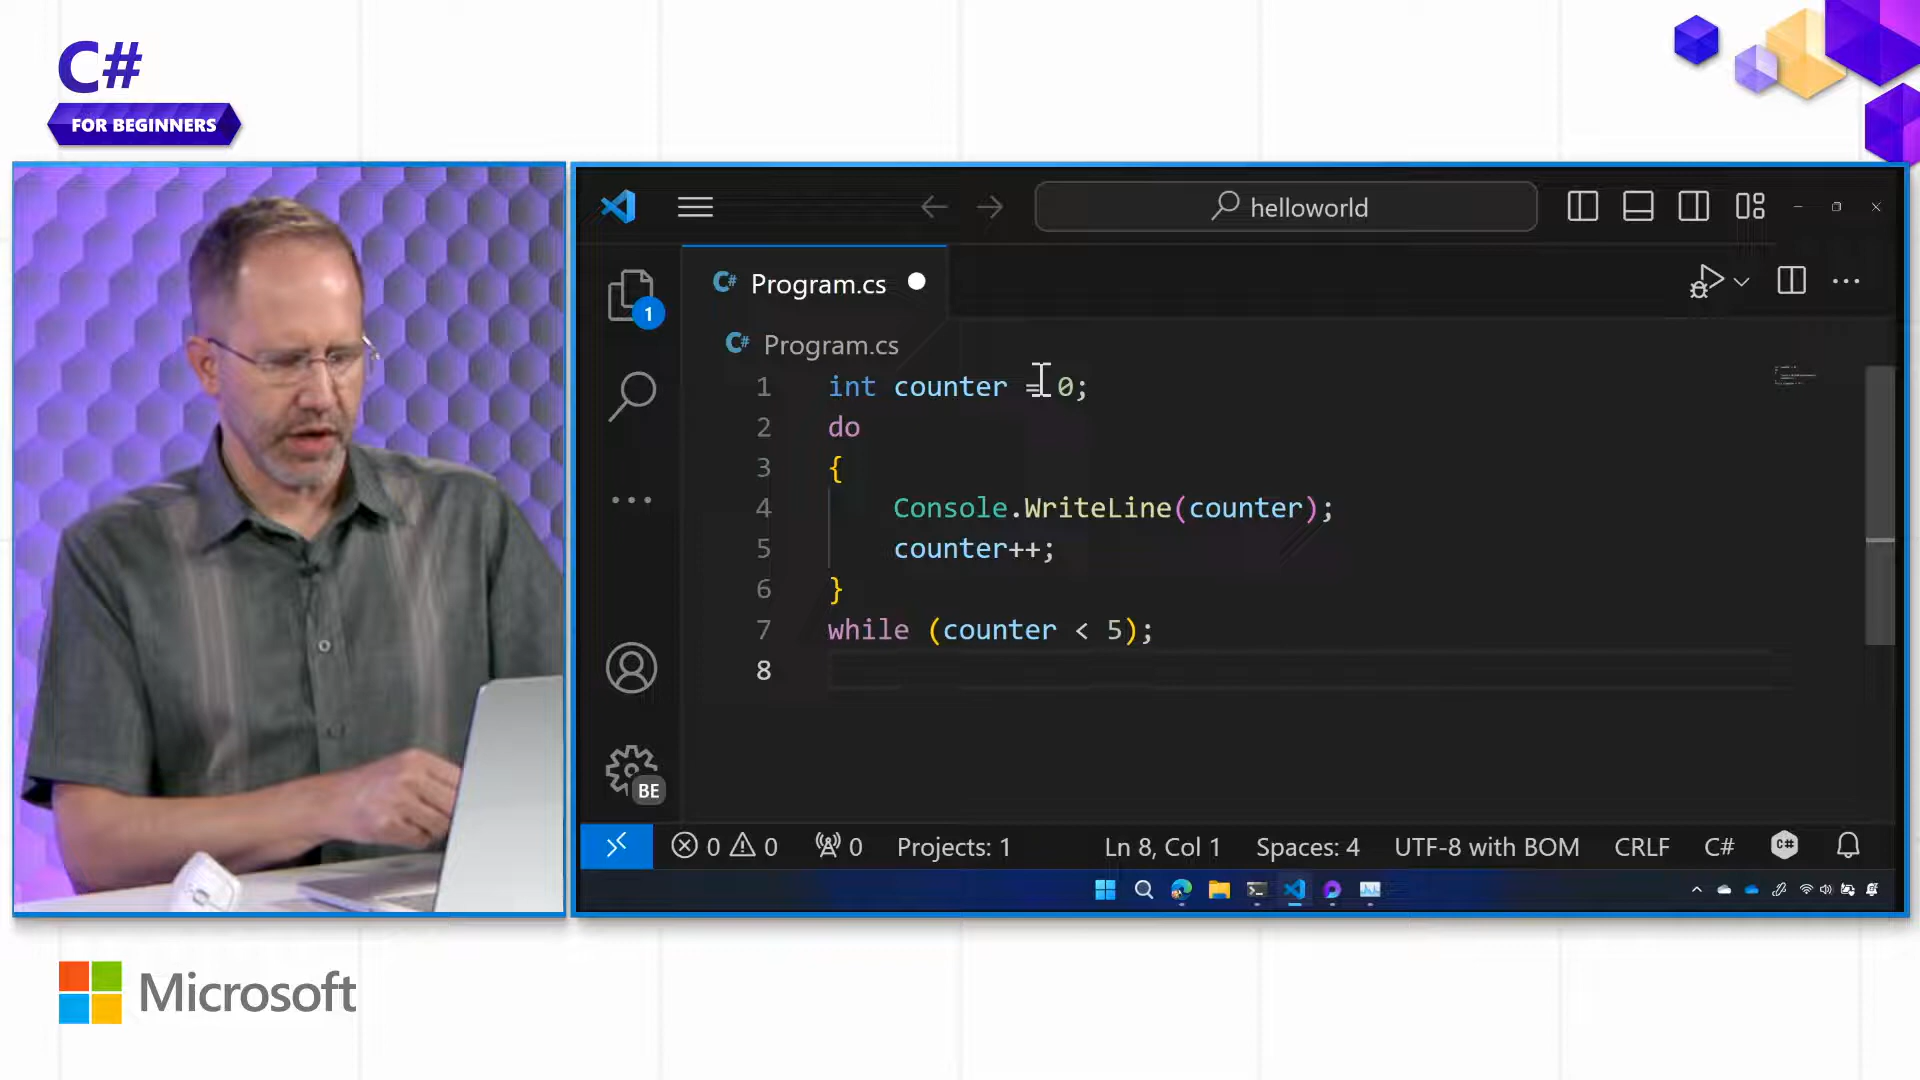 C#
FOR BEGINNERS
helloworld
C# Program.cs
1
C# Program.cs
1 int counter = 0;
2 do
3 {
4 Console.WriteLine(counter);
5 counter++;
6 }
7 while (counter < 5);
8
BE
0 0 0 Projects: 1 Ln 8, Col 1 Spaces: 4 UTF-8 with BOM CRLF C# C#
Microsoft